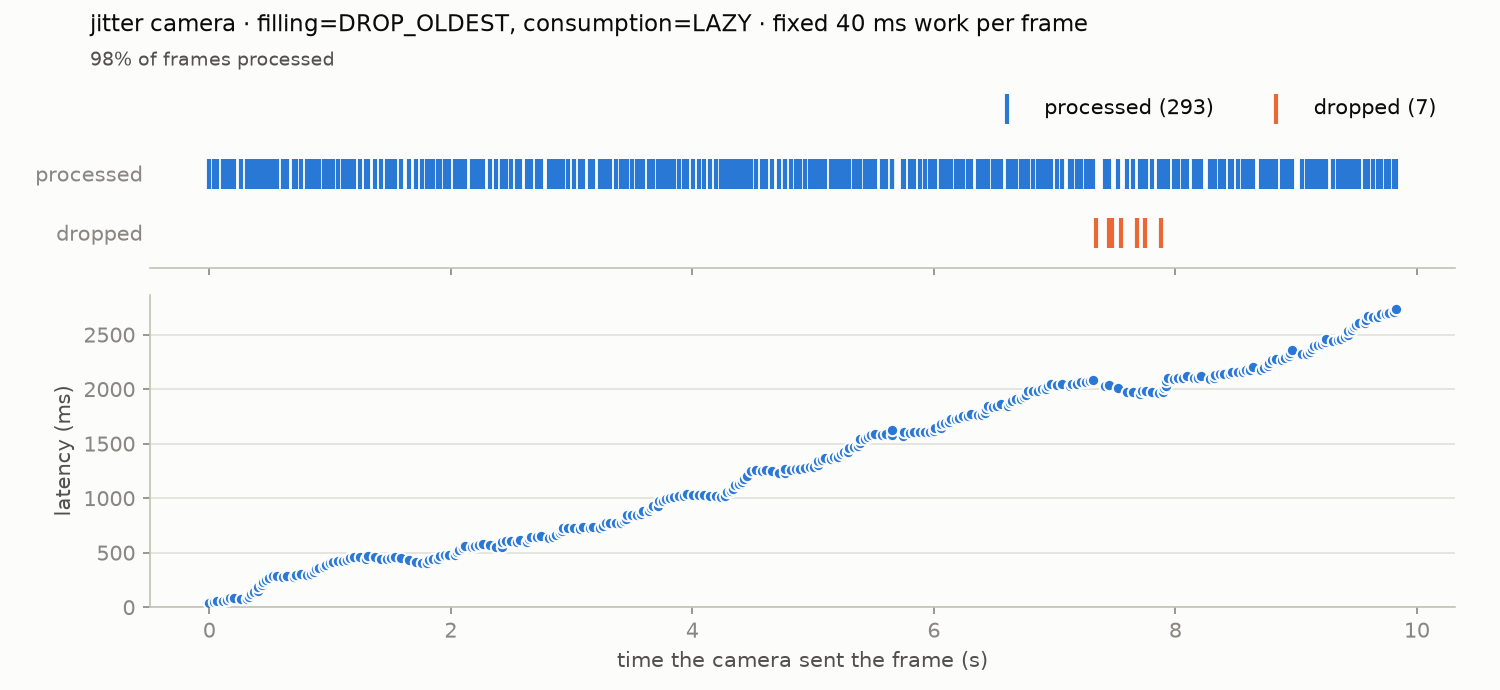 jitter camera · filling=DROP_OLDEST, consumption=LAZY · fixed 40 ms work per frame
98% of frames processed
processed (293)
dropped (7)
processed
dropped
2500
2000
1500
1000
500
0
latency (ms)
0 2 4 6 8 10
time the camera sent the frame (s)